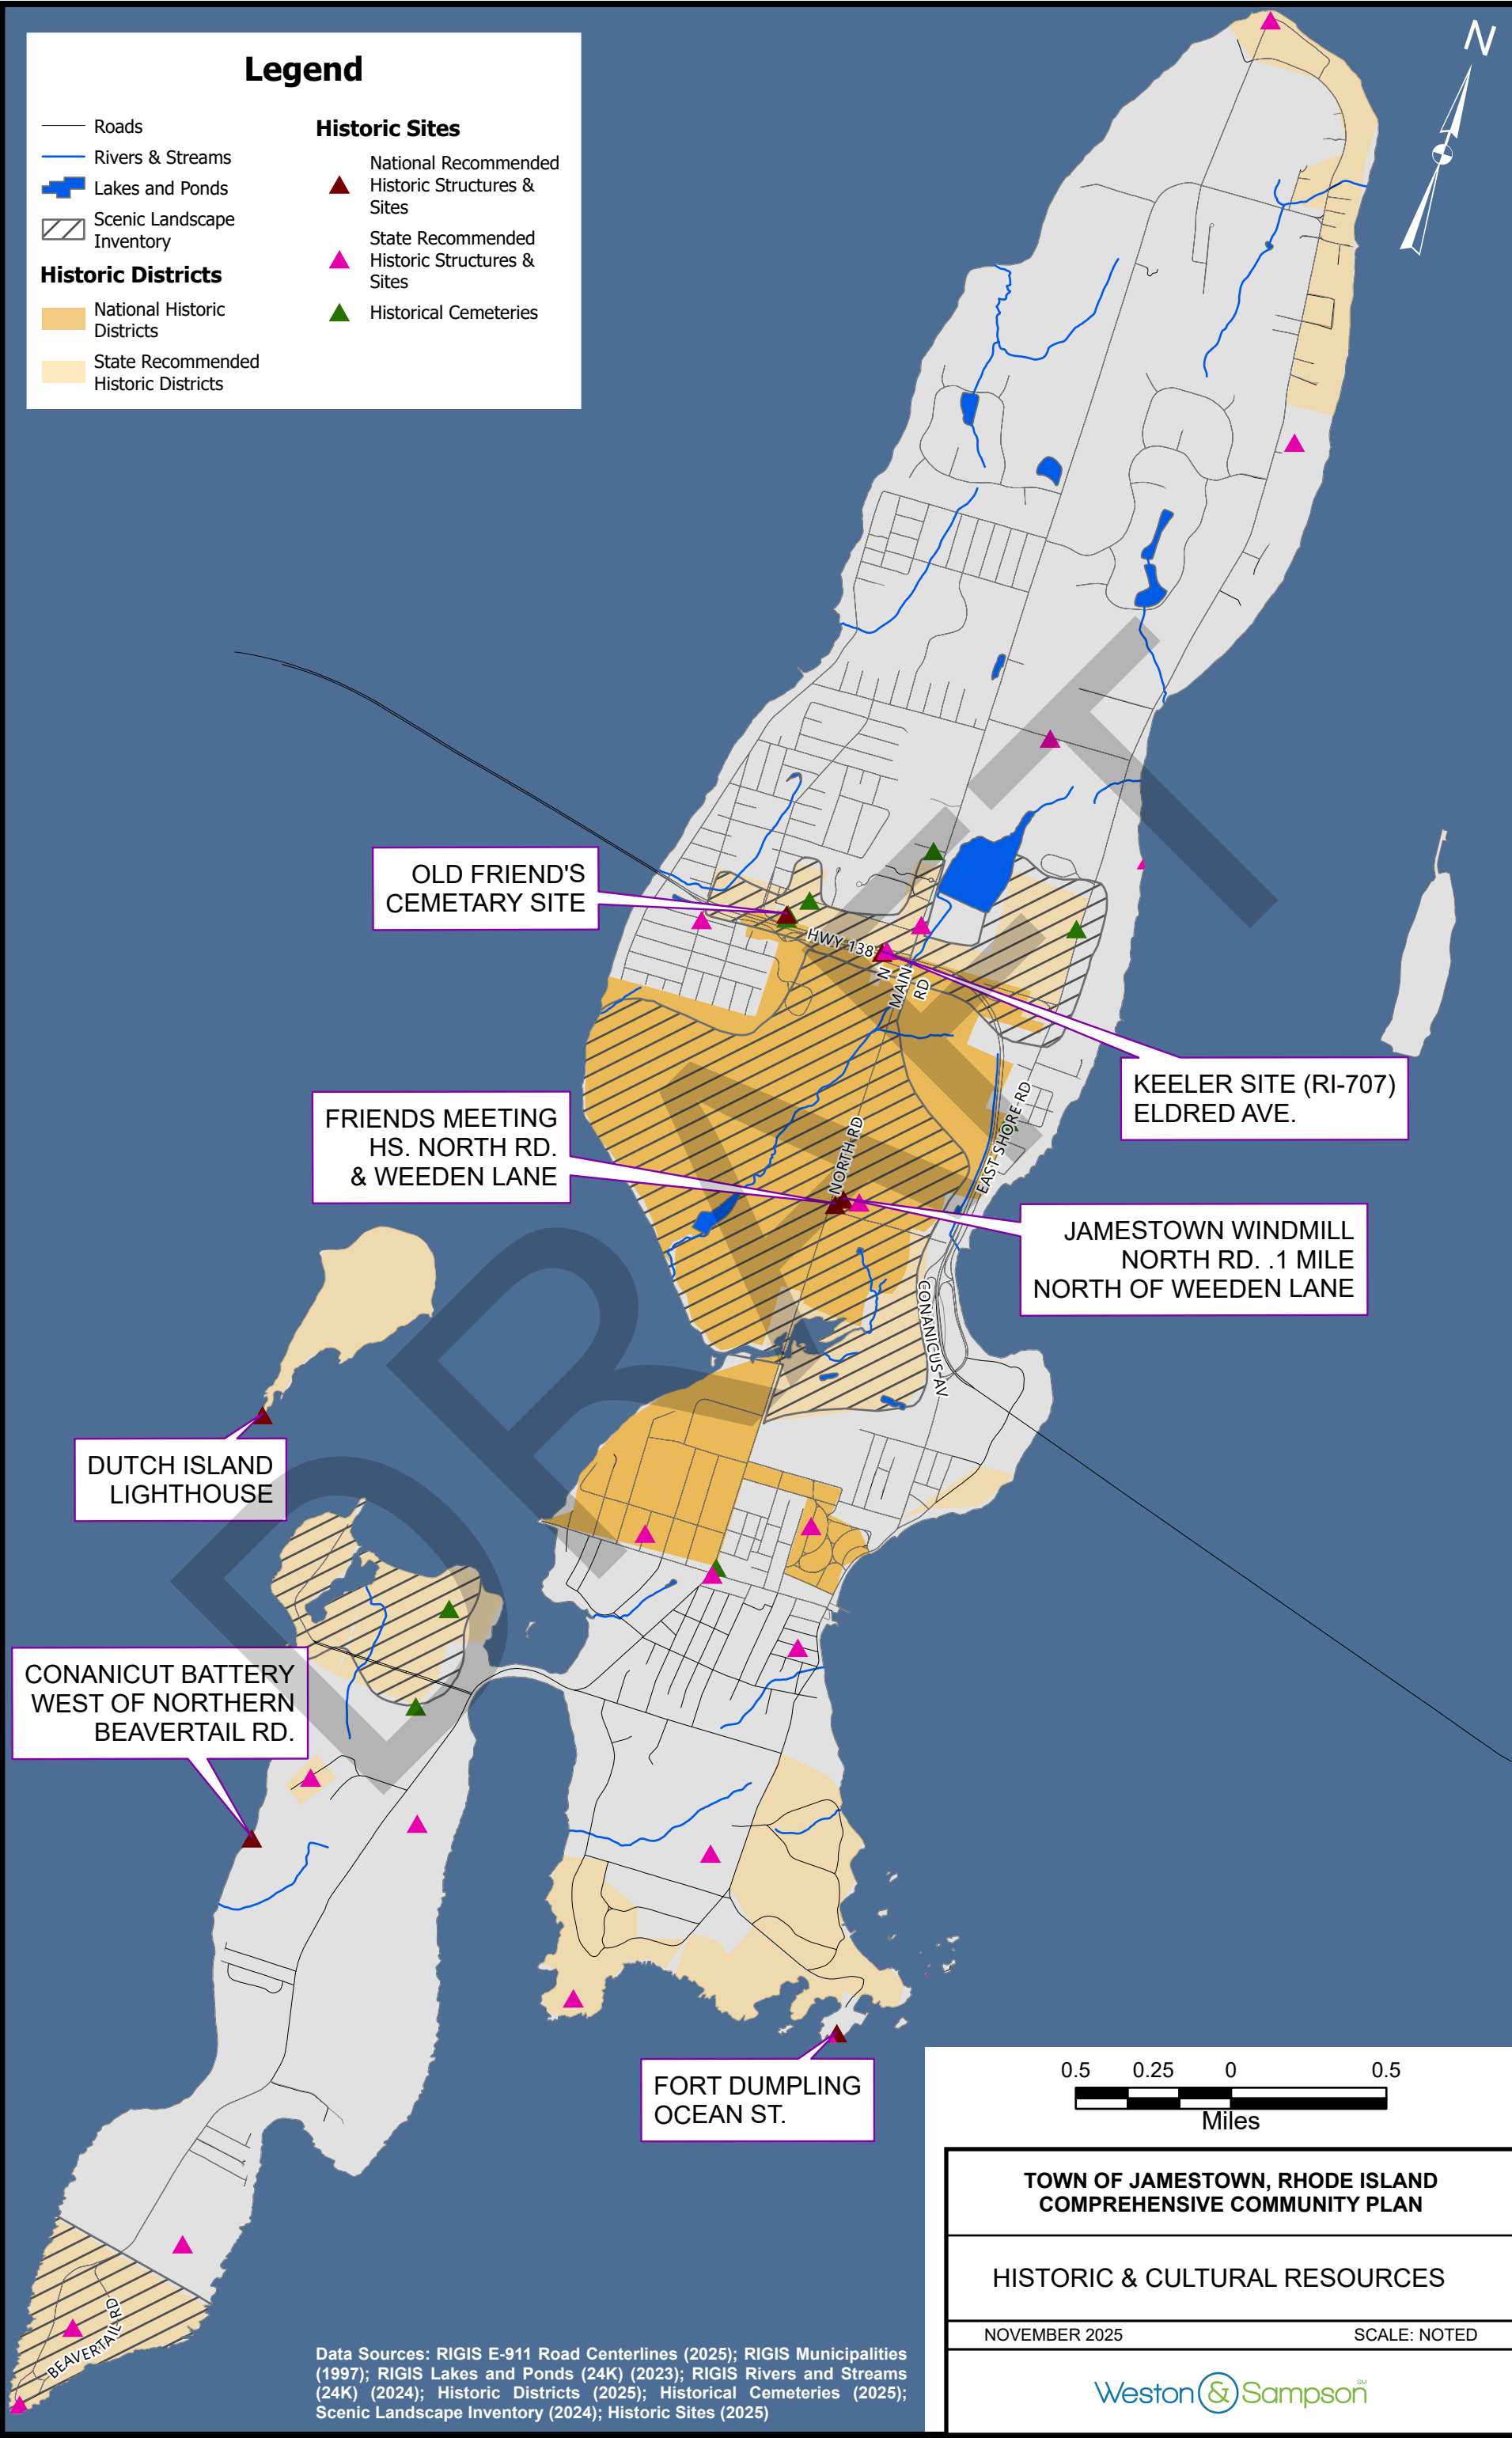 Legend
Roads
Rivers & Streams
Lakes and Ponds
Scenic Landscape
Inventory
Historic Districts
National Historic
Districts
State Recommended
Historic Districts
Historic Sites
National Recommended
Historic Structures &
Sites
State Recommended
Historic Structures &
Sites
Historical Cemeteries
N
OLD FRIEND'S
CEMETARY SITE
HWY 138
N
MAIN
RD
KEELER SITE (RI-707)
ELDRED AVE.
FRIENDS MEETING
HS. NORTH RD.
& WEEDEN LANE
NORTH RD
EAST SHORE RD
JAMESTOWN WINDMILL
NORTH RD. .1 MILE
NORTH OF WEEDEN LANE
CONANICUS AV
DUTCH ISLAND
LIGHTHOUSE
CONANICUT BATTERY
WEST OF NORTHERN
BEAVERTAIL RD.
FORT DUMPLING
OCEAN ST.
BEAVERTAIL RD
DRAFT
Data Sources: RIGIS E-911 Road Centerlines (2025); RIGIS Municipalities
(1997); RIGIS Lakes and Ponds (24K) (2023); RIGIS Rivers and Streams
(24K) (2024); Historic Districts (2025); Historical Cemeteries (2025);
Scenic Landscape Inventory (2024); Historic Sites (2025)
0.5 0.25 0 0.5
Miles
TOWN OF JAMESTOWN, RHODE ISLAND
COMPREHENSIVE COMMUNITY PLAN
HISTORIC & CULTURAL RESOURCES
NOVEMBER 2025 SCALE: NOTED
Weston & Sampson SM